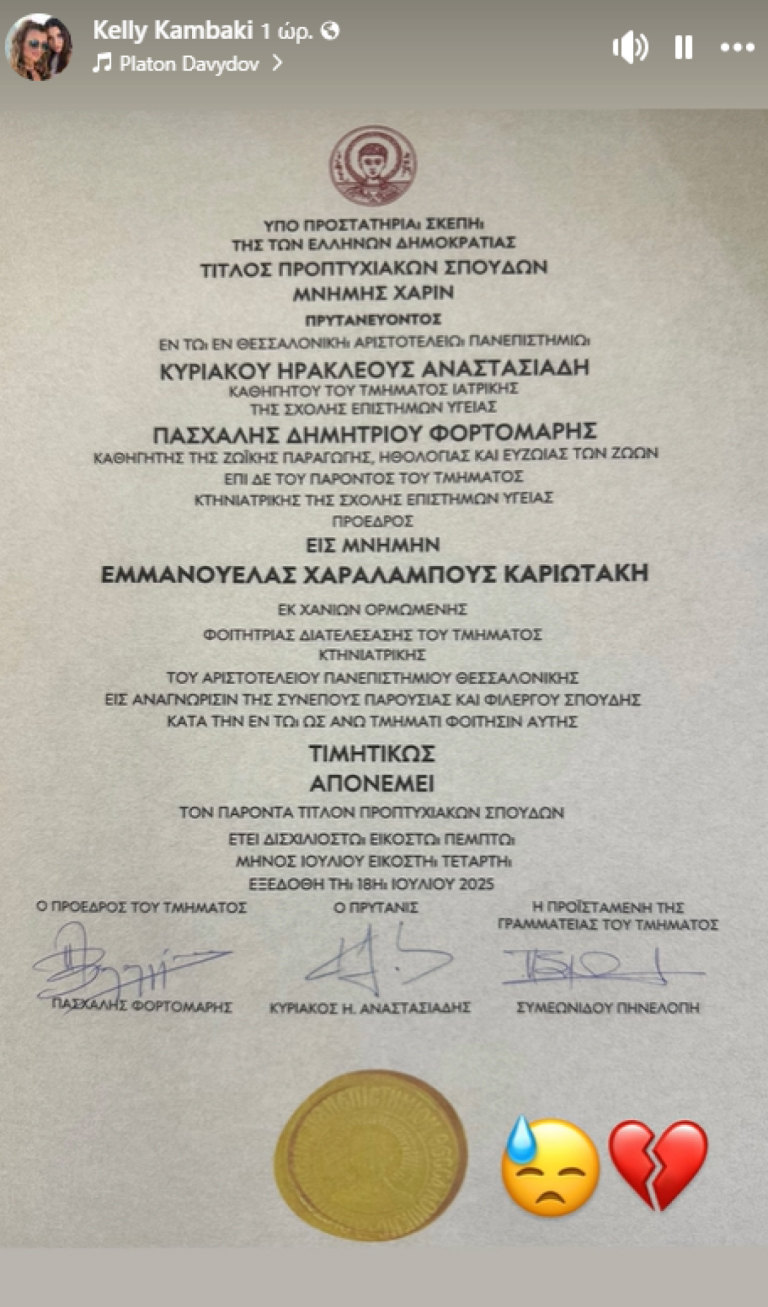 Kelly Kambaki 1 ώρ.
Platon Davydov
ΥΠΟ ΠΡΟΣΤΑΤΗΡΙΑι ΣΚΕΠΗι
ΤΗΣ ΤΩΝ ΕΛΛΗΝΩΝ ΔΗΜΟΚΡΑΤΙΑΣ
ΤΙΤΛΟΣ ΠΡΟΠΤΥΧΙΑΚΩΝ ΣΠΟΥΔΩΝ
ΜΝΗΜΗΣ ΧΑΡΙΝ
ΠΡΥΤΑΝΕΥΟΝΤΟΣ
ΕΝ ΤΩι ΕΝ ΘΕΣΣΑΛΟΝΙΚΗι ΑΡΙΣΤΟΤΕΛΕΙΩι ΠΑΝΕΠΙΣΤΗΜΙΩι
ΚΥΡΙΑΚΟΥ ΗΡΑΚΛΕΟΥΣ ΑΝΑΣΤΑΣΙΑΔΗ
ΚΑΘΗΓΗΤΟΥ ΤΟΥ ΤΜΗΜΑΤΟΣ ΙΑΤΡΙΚΗΣ
ΤΗΣ ΣΧΟΛΗΣ ΕΠΙΣΤΗΜΩΝ ΥΓΕΙΑΣ
ΠΑΣΧΑΛΗΣ ΔΗΜΗΤΡΙΟΥ ΦΟΡΤΟΜΑΡΗΣ
ΚΑΘΗΓΗΤΗΣ ΤΗΣ ΖΩΪΚΗΣ ΠΑΡΑΓΩΓΗΣ, ΗΘΟΛΟΓΙΑΣ ΚΑΙ ΕΥΖΩΙΑΣ ΤΩΝ ΖΩΩΝ
ΕΠΙ ΔΕ ΤΟΥ ΠΑΡΟΝΤΟΣ ΤΟΥ ΤΜΗΜΑΤΟΣ
ΚΤΗΝΙΑΤΡΙΚΗΣ ΤΗΣ ΣΧΟΛΗΣ ΕΠΙΣΤΗΜΩΝ ΥΓΕΙΑΣ
ΠΡΟΕΔΡΟΣ
ΕΙΣ ΜΝΗΜΗΝ
ΕΜΜΑΝΟΥΕΛΑΣ ΧΑΡΑΛΑΜΠΟΥΣ ΚΑΡΙΩΤΑΚΗ
ΕΚ ΧΑΝΙΩΝ ΟΡΜΩΜΕΝΗΣ
ΦΟΙΤΗΤΡΙΑΣ ΔΙΑΤΕΛΕΣΑΣΗΣ ΤΟΥ ΤΜΗΜΑΤΟΣ
ΚΤΗΝΙΑΤΡΙΚΗΣ
ΤΟΥ ΑΡΙΣΤΟΤΕΛΕΙΟΥ ΠΑΝΕΠΙΣΤΗΜΙΟΥ ΘΕΣΣΑΛΟΝΙΚΗΣ
ΕΙΣ ΑΝΑΓΝΩΡΙΣΙΝ ΤΗΣ ΣΥΝΕΠΟΥΣ ΠΑΡΟΥΣΙΑΣ ΚΑΙ ΦΙΛΕΡΓΟΥ ΣΠΟΥΔΗΣ
ΚΑΤΑ ΤΗΝ ΕΝ ΤΩι ΩΣ ΑΝΩ ΤΜΗΜΑΤΙ ΦΟΙΤΗΣΙΝ ΑΥΤΗΣ
ΤΙΜΗΤΙΚΩΣ
ΑΠΟΝΕΜΕΙ
ΤΟΝ ΠΑΡΟΝΤΑ ΤΙΤΛΟΝ ΠΡΟΠΤΥΧΙΑΚΩΝ ΣΠΟΥΔΩΝ
ΕΤΕΙ ΔΙΣΧΙΛΙΟΣΤΩι ΕΙΚΟΣΤΩι ΠΕΜΠΤΩι
ΜΗΝΟΣ ΙΟΥΛΙΟΥ ΕΙΚΟΣΤΗι ΤΕΤΑΡΤΗι
ΕΞΕΔΟΘΗ ΤΗι 18Ηι ΙΟΥΛΙΟΥ 2025
Ο ΠΡΟΕΔΡΟΣ ΤΟΥ ΤΜΗΜΑΤΟΣ
Ο ΠΡΥΤΑΝΙΣ
Η ΠΡΟΪΣΤΑΜΕΝΗ ΤΗΣ
ΓΡΑΜΜΑΤΕΙΑΣ ΤΟΥ ΤΜΗΜΑΤΟΣ
ΠΑΣΧΑΛΗΣ ΦΟΡΤΟΜΑΡΗΣ
ΚΥΡΙΑΚΟΣ Η. ΑΝΑΣΤΑΣΙΑΔΗΣ
ΣΥΜΕΩΝΙΔΟΥ ΠΗΝΕΛΟΠΗ